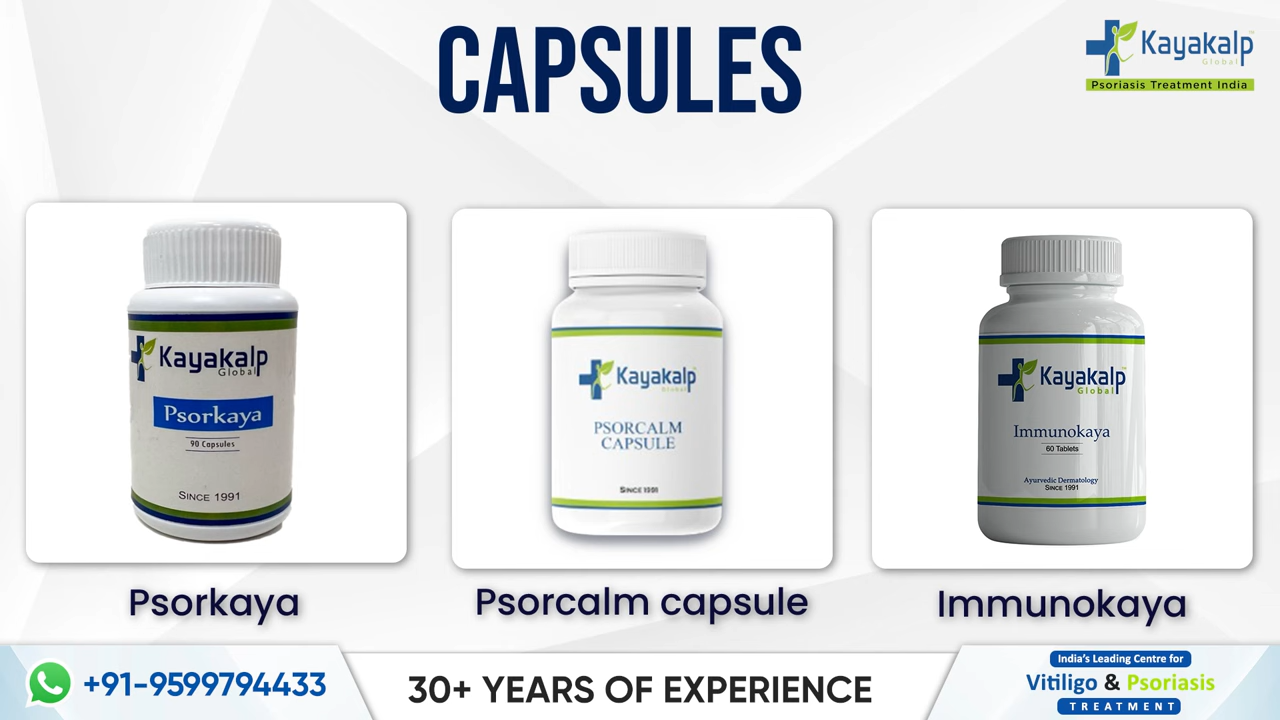 CAPSULES
Kayakalp
Global
Psoriasis Treatment India
Kayakalp
Global
Psorkaya
90 Capsules
SINCE 1991
Kayakalp
Global
PSORCALM
CAPSULE
SINCE 1991
Kayakalp
Global
Immunokaya
60 Tablets
Ayurvedic Dermatology
SINCE 1991
Psorkaya
Psorcalm capsule
Immunokaya
+91-9599794433
30+ YEARS OF EXPERIENCE
India's Leading Centre for
Vitiligo & Psoriasis
TREATMENT